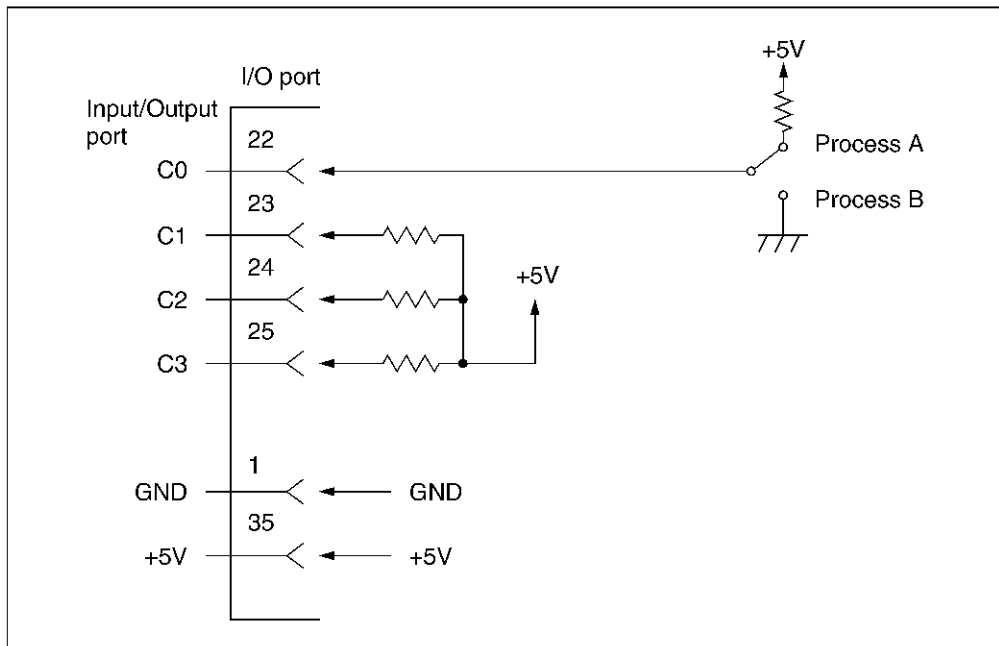 +5V
I/O port
Input/Output
port
22
Process A
C0
23
Process B
C1
24
+5V
C2
25
C3
1
GND
GND
35
+5V
+5V